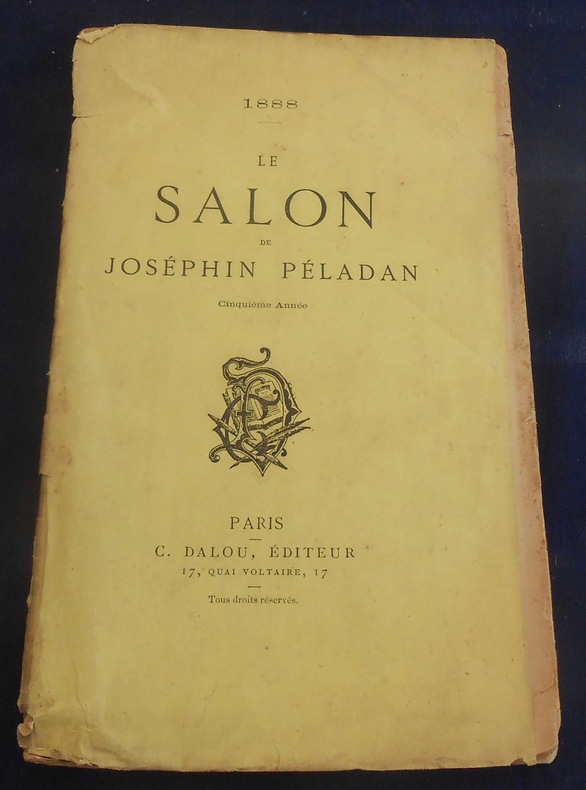 1888
LE
SALON
DE
JOSÉPHIN PÉLADAN
Cinquième Année
PARIS
C. DALOU, ÉDITEUR
17, QUAI VOLTAIRE, 17
Tous droits réservés.